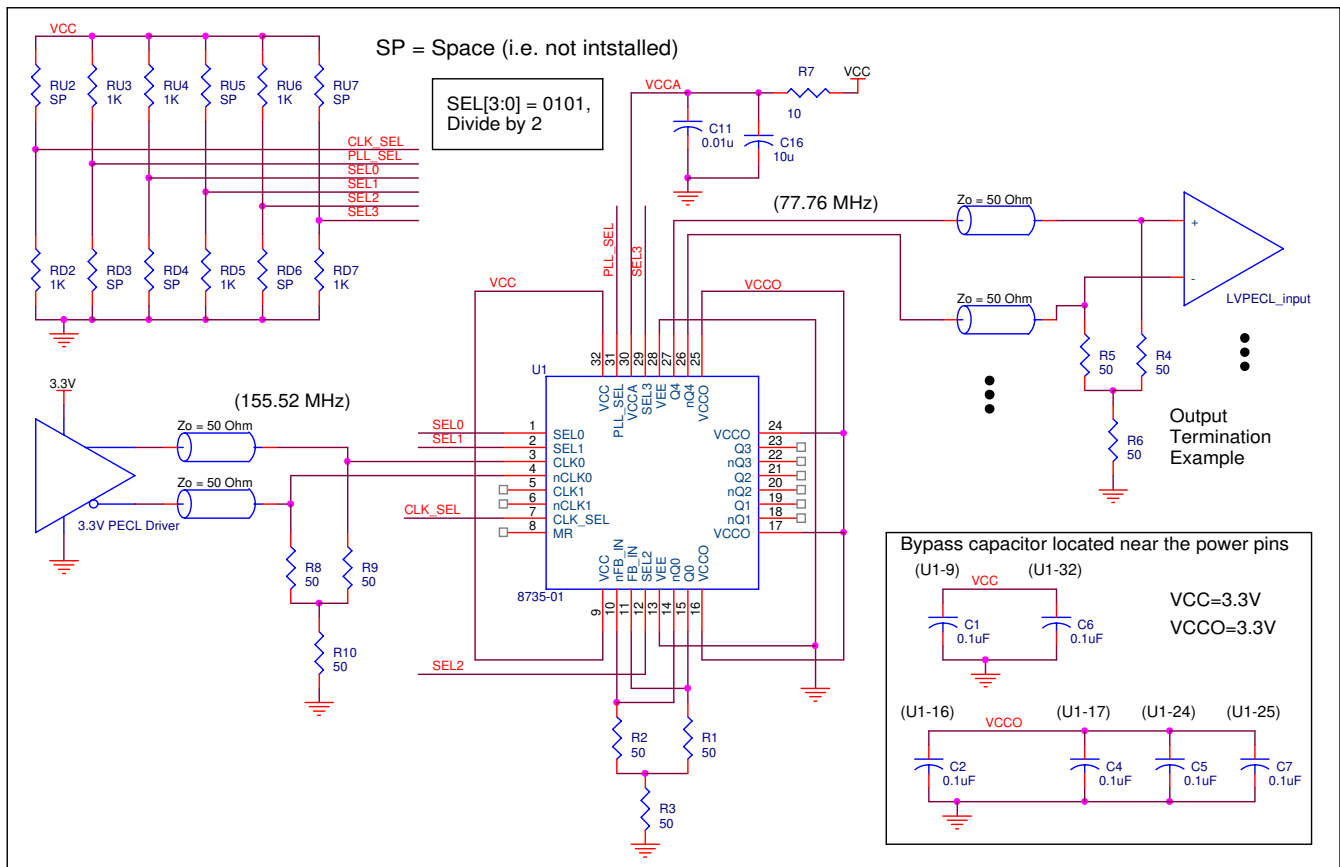 VCC
SP = Space (i.e. not intstalled)
RU2
SP
RU3
1K
RU4
1K
RU5
SP
RU6
1K
RU7
SP
SEL[3:0] = 0101,
Divide by 2
CLK_SEL
PLL_SEL
SEL0
SEL1
SEL2
SEL3
RD2
1K
RD3
SP
RD4
SP
RD5
1K
RD6
SP
RD7
1K
VCCA
R7
10
VCC
C11
0.01u
C16
10u
(77.76 MHz)
Zo = 50 Ohm
Zo = 50 Ohm
+
-
LVPECL_input
R5
50
R4
50
R6
50
Output
Termination
Example
VCC
PLL_SEL
SEL3
VCCO
3.3V
(155.52 MHz)
Zo = 50 Ohm
Zo = 50 Ohm
3.3V PECL Driver
R8
50
R9
50
R10
50
SEL0
SEL1
CLK_SEL
SEL2
U1
32
31
30
29
28
27
26
25
VCC
PLL_SEL
VCCA
SEL3
VEE
Q4
nQ4
VCCO
1
SEL0
2
SEL1
3
CLK0
4
nCLK0
5
CLK1
6
nCLK1
7
CLK_SEL
8
MR
VCCO
24
Q3
23
nQ3
22
Q2
21
nQ2
20
Q1
19
nQ1
18
VCCO
17
VCC
nFB_IN
FB_IN
SEL2
VEE
nQ0
Q0
VCCO
8735-01
9
10
11
12
13
14
15
16
R2
50
R1
50
R3
50
Bypass capacitor located near the power pins
(U1-9)
(U1-32)
VCC
C1
0.1uF
C6
0.1uF
VCC=3.3V
VCCO=3.3V
(U1-16)
(U1-17)
(U1-24)
(U1-25)
VCCO
C2
0.1uF
C4
0.1uF
C5
0.1uF
C7
0.1uF